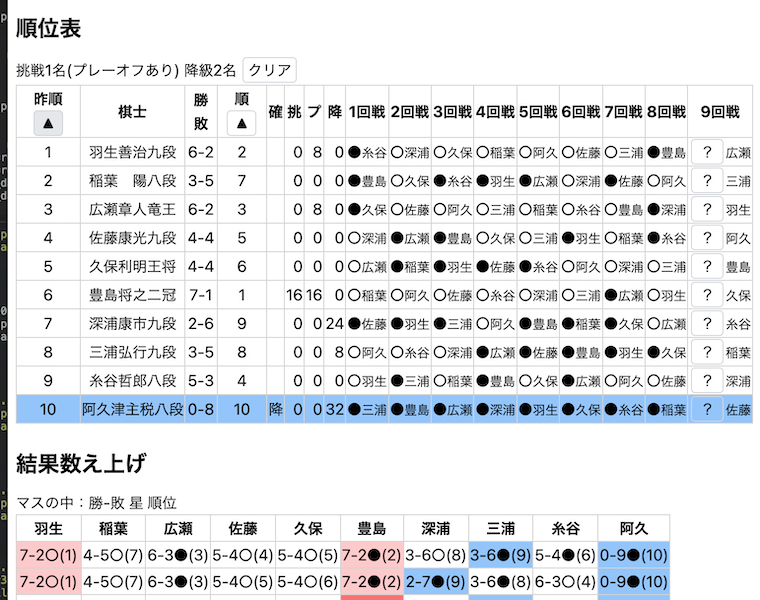 順位表
挑戦1名(プレーオフあり) 降級2名 クリア
昨順 ▲ 棋士 勝敗 順 ▲ 確 挑 プ 降 1回戦 2回戦 3回戦 4回戦 5回戦 6回戦 7回戦 8回戦 9回戦
1 羽生善治九段 6-2 2 0 8 0 ●糸谷 ○深浦 ○久保 ○稲葉 ○阿久 ○佐藤 ○三浦 ●豊島 ? 広瀬
2 稲葉 陽八段 3-5 7 0 0 0 ●豊島 ○久保 ●糸谷 ●羽生 ●広瀬 ○深浦 ●佐藤 ○阿久 ? 三浦
3 広瀬章人竜王 6-2 3 0 8 0 ●久保 ○佐藤 ○阿久 ○三浦 ○稲葉 ○糸谷 ○豊島 ●深浦 ? 羽生
4 佐藤康光九段 4-4 5 0 0 0 ○深浦 ●広瀬 ●豊島 ○久保 ○三浦 ●羽生 ○稲葉 ●糸谷 ? 阿久
5 久保利明王将 4-4 6 0 0 0 ○広瀬 ●稲葉 ●羽生 ●佐藤 ●糸谷 ○阿久 ○深浦 ○三浦 ? 豊島
6 豊島将之二冠 7-1 1 16 16 0 ○稲葉 ○阿久 ○佐藤 ○糸谷 ○深浦 ○三浦 ●広瀬 ○羽生 ? 久保
7 深浦康市九段 2-6 9 0 0 24 ●佐藤 ●羽生 ●三浦 ○阿久 ●豊島 ●稲葉 ●久保 ○広瀬 ? 糸谷
8 三浦弘行九段 3-5 8 0 0 8 ○阿久 ○糸谷 ○深浦 ●広瀬 ●佐藤 ●豊島 ●羽生 ●久保 ? 稲葉
9 糸谷哲郎八段 5-3 4 0 0 0 ○羽生 ●三浦 ○稲葉 ●豊島 ○久保 ●広瀬 ○阿久 ○佐藤 ? 深浦
10 阿久津主税八段 0-8 10 降 0 0 32 ●三浦 ●豊島 ●広瀬 ●深浦 ●羽生 ●久保 ●糸谷 ●稲葉 ? 佐藤
結果数え上げ
マスの中：勝-敗 星 順位
羽生 稲葉 広瀬 佐藤 久保 豊島 深浦 三浦 糸谷 阿久
7-2○(1) 4-5○(7) 6-3●(3) 5-4○(4) 5-4○(5) 7-2●(2) 3-6○(8) 3-6●(9) 5-4●(6) 0-9●(10)
7-2○(1) 4-5○(7) 6-3●(3) 5-4○(5) 5-4○(6) 7-2●(2) 2-7●(9) 3-6●(8) 6-3○(4) 0-9●(10)